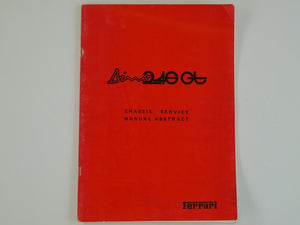 Dino 246 GT
CHASSIS SERVICE
MANUAL ABSTRACT
Ferrari